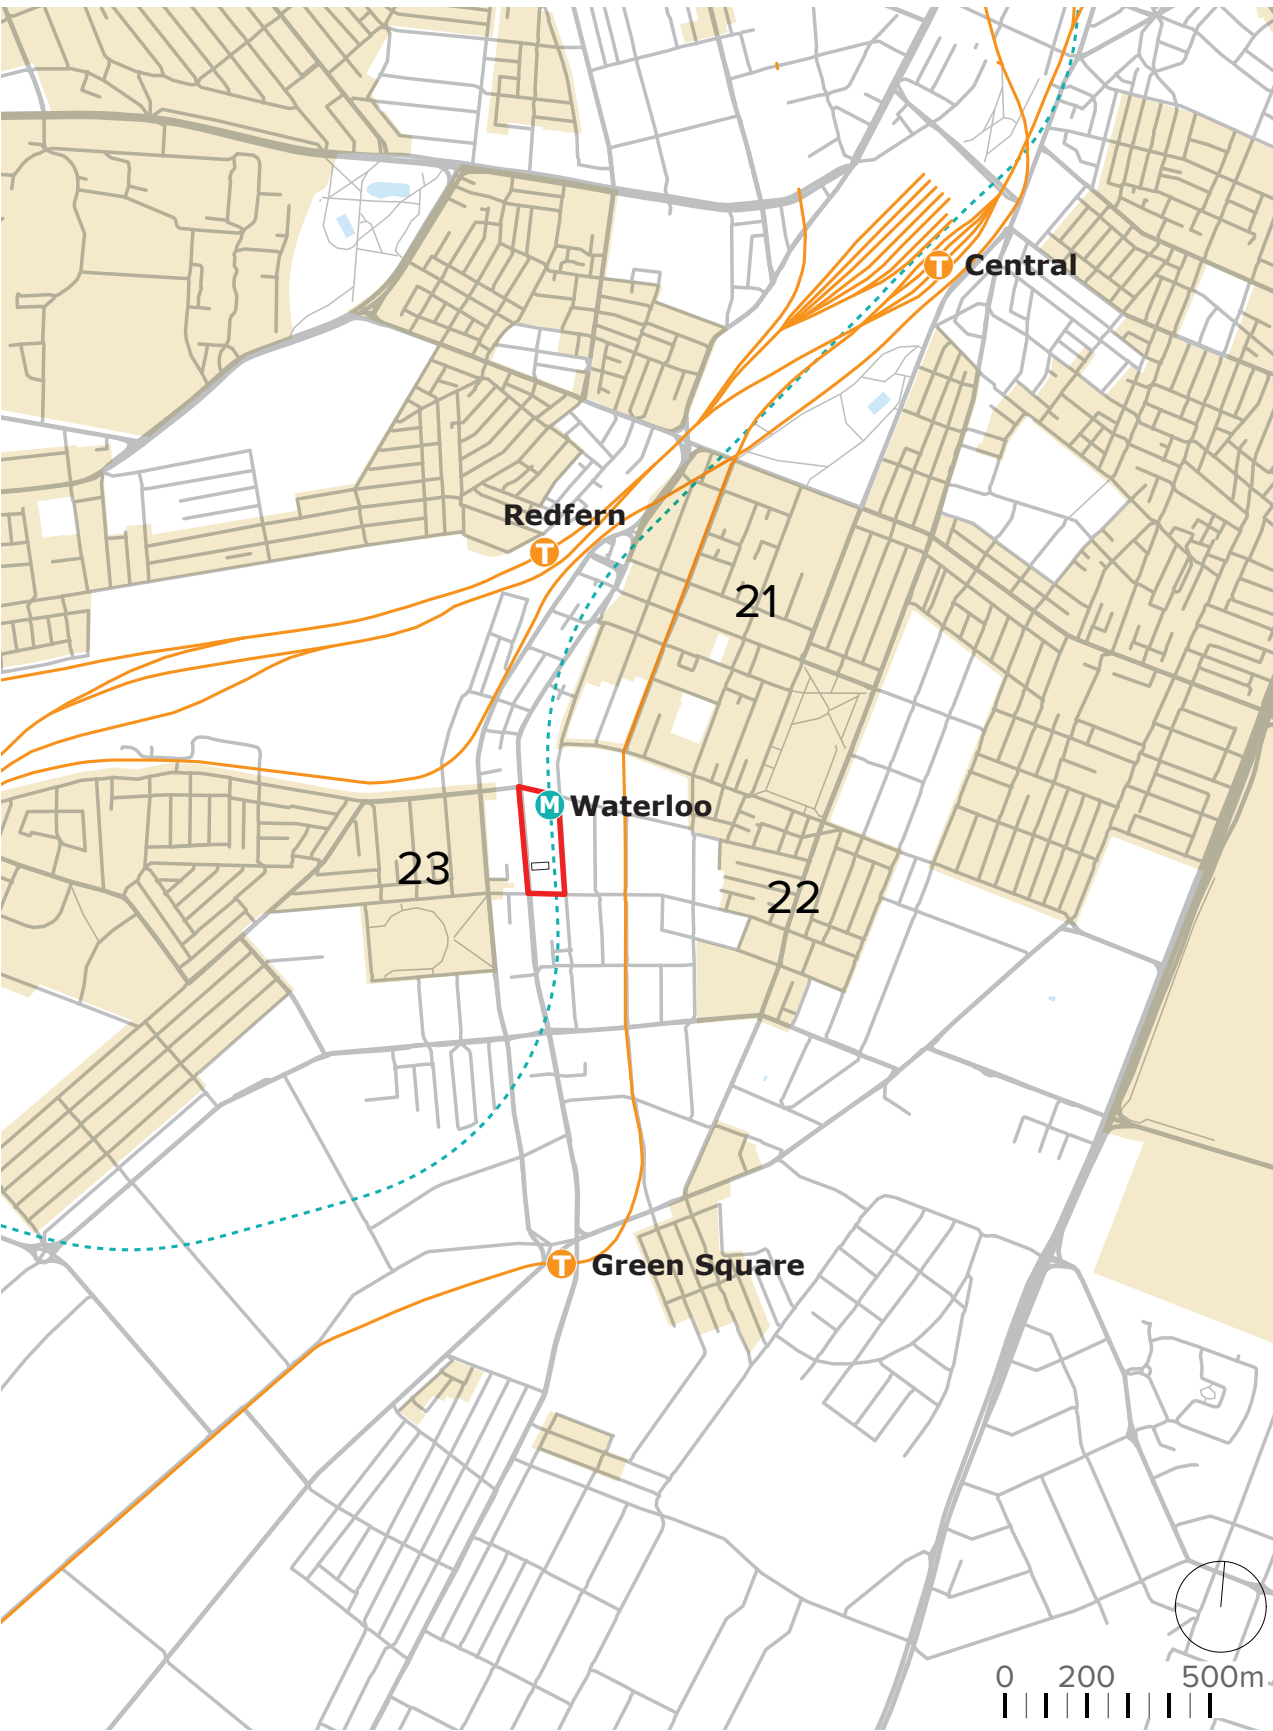 T Central
Redfern
T
21
M Waterloo
23
22
T Green Square
0 200 500m